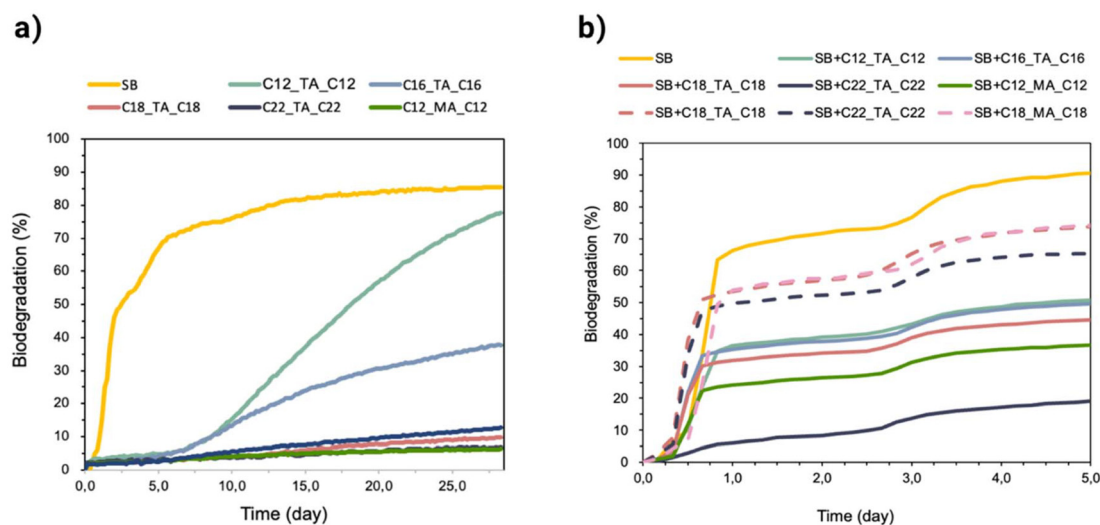 a)
SB C12_TA_C12 C16_TA_C16
C18_TA_C18 C22_TA_C22 C12_MA_C12
Biodegradation (%)
100
90
80
70
60
50
40
30
20
10
0
0,0 5,0 10,0 15,0 20,0 25,0
Time (day)
b)
SB SB+C12_TA_C12 SB+C16_TA_C16
SB+C18_TA_C18 SB+C22_TA_C22 SB+C12_MA_C12
SB+C18_TA_C18 SB+C22_TA_C22 SB+C18_MA_C18
Biodegradation (%)
100
90
80
70
60
50
40
30
20
10
0
0,0 1,0 2,0 3,0 4,0 5,0
Time (day)